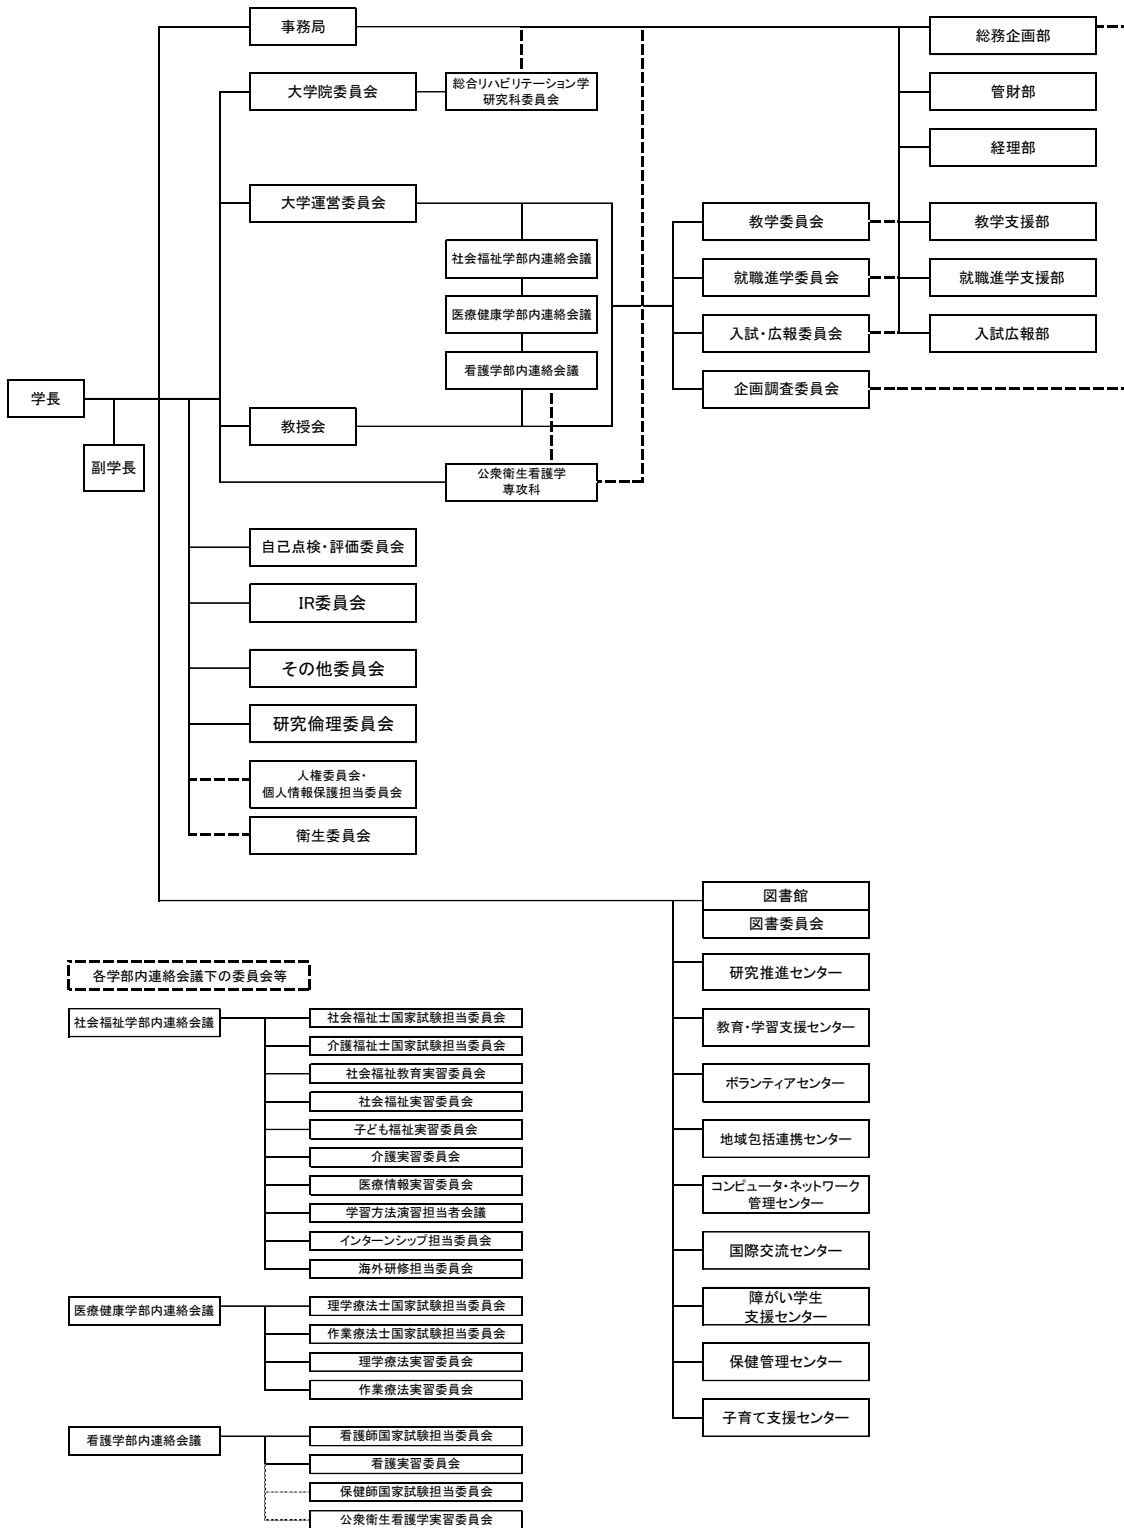 事務局
総務企画部
大学院委員会
総合リハビリテーション学
研究科委員会
管財部
経理部
大学運営委員会
教学委員会
教学支援部
社会福祉学部内連絡会議
就職進学委員会
就職進学支援部
医療健康学部内連絡会議
入試・広報委員会
入試広報部
看護学部内連絡会議
企画調査委員会
学長
教授会
副学長
公衆衛生看護学
専攻科
自己点検・評価委員会
IR委員会
その他委員会
研究倫理委員会
人権委員会・
個人情報保護担当委員会
衛生委員会
図書館
図書委員会
研究推進センター
教育・学習支援センター
ボランティアセンター
地域包括連携センター
コンピュータ・ネットワーク
管理センター
国際交流センター
障がい学生
支援センター
保健管理センター
子育て支援センター
各学部内連絡会議下の委員会等
社会福祉学部内連絡会議
社会福祉士国家試験担当委員会
介護福祉士国家試験担当委員会
社会福祉教育実習委員会
社会福祉実習委員会
子ども福祉実習委員会
介護実習委員会
医療情報実習委員会
学習方法演習担当者会議
インターンシップ担当委員会
海外研修担当委員会
医療健康学部内連絡会議
理学療法士国家試験担当委員会
作業療法士国家試験担当委員会
理学療法実習委員会
作業療法実習委員会
看護学部内連絡会議
看護師国家試験担当委員会
看護実習委員会
保健師国家試験担当委員会
公衆衛生看護学実習委員会